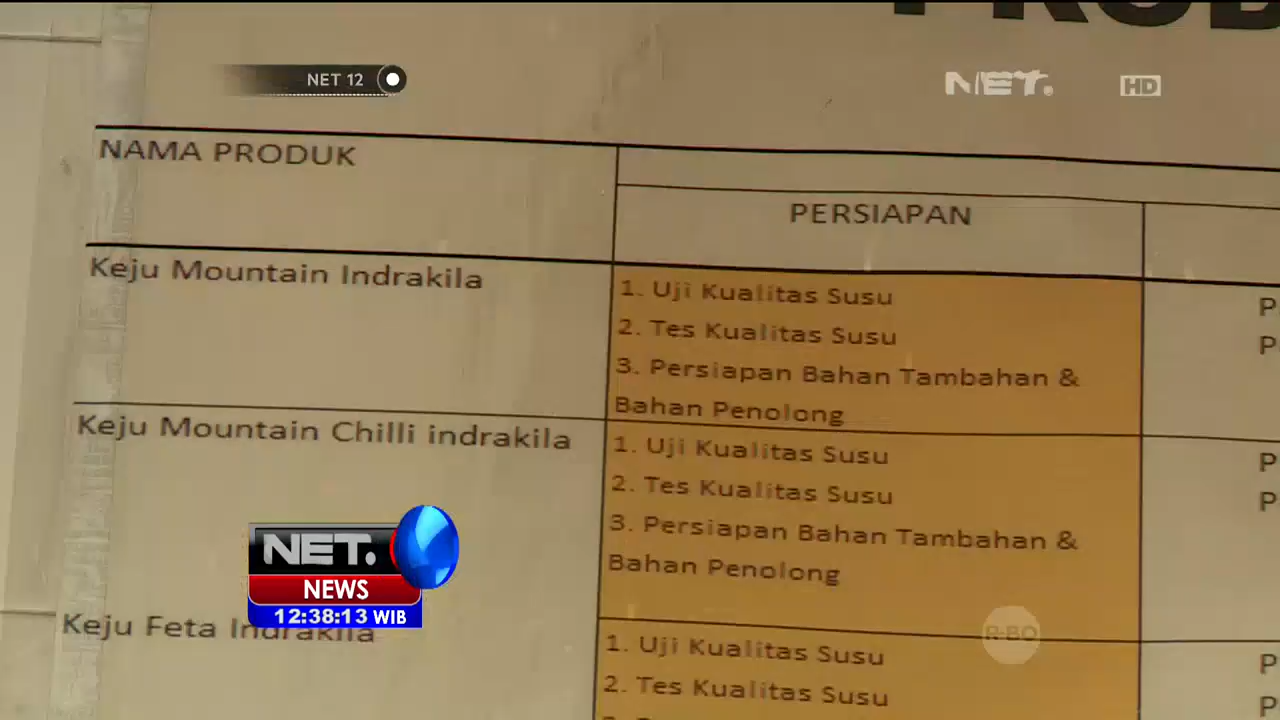 PROD
NET 12
NET.
HD
NAMA PRODUK
PERSIAPAN
Keju Mountain Indrakila
1. Uji Kualitas Susu
2. Tes Kualitas Susu
3. Persiapan Bahan Tambahan &
Bahan Penolong
P
P
Keju Mountain Chilli indrakila
1. Uji Kualitas Susu
2. Tes Kualitas Susu
3. Persiapan Bahan Tambahan &
Bahan Penolong
P
P
NET.
NEWS
12:38:13 WIB
Keju Feta Indrakila
1. Uji Kualitas Susu
2. Tes Kualitas Susu
P
P
R-BO